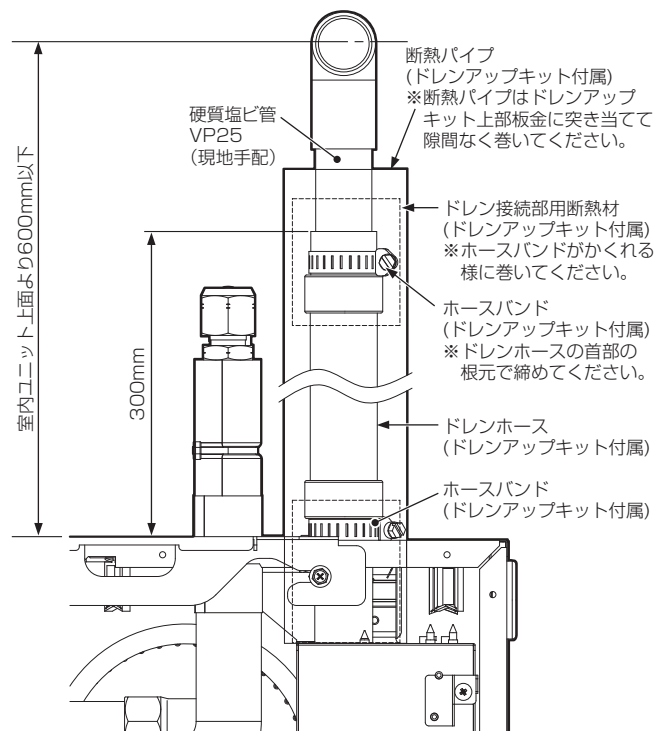 断熱パイプ
(ドレンアップキット付属)
※断熱パイプはドレンアップ
キット上部板金に突き当てて
隙間なく巻いてください。
硬質塩ビ管
VP25
(現地手配)
ドレン接続部用断熱材
(ドレンアップキット付属)
※ホースバンドがかくれる
様に巻いてください。
ホースバンド
(ドレンアップキット付属)
※ドレンホースの首部の
根元で締めてください。
室内ユニット上面より600mm以下
300mm
ドレンホース
(ドレンアップキット付属)
ホースバンド
(ドレンアップキット付属)